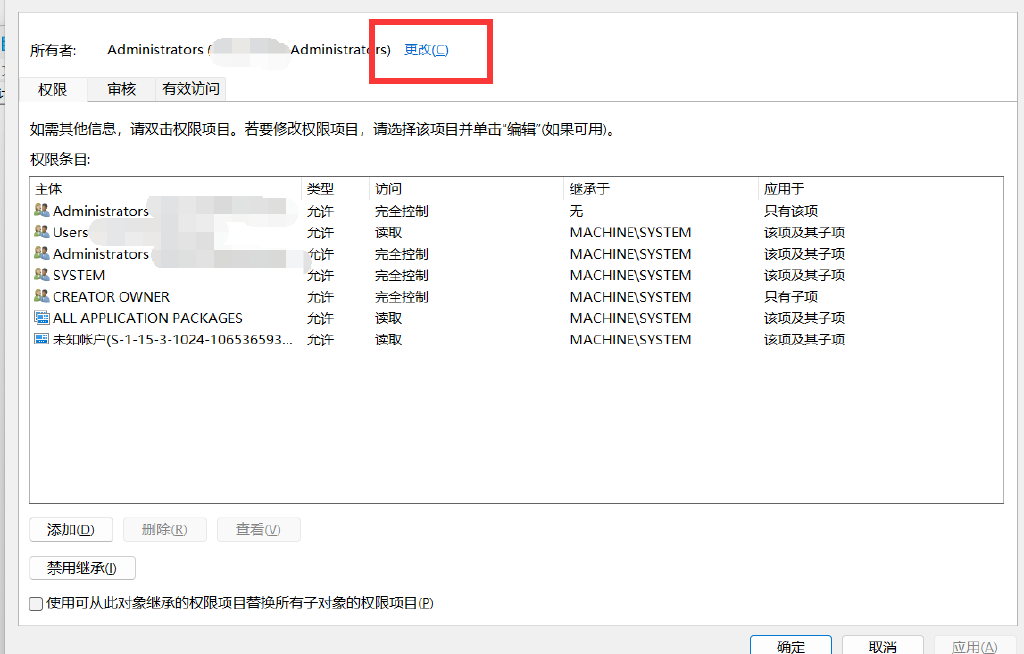 所有者: Administrators ( Administrators) 更改(C)
权限 审核 有效访问
如需其他信息，请双击权限项目。若要修改权限项目，请选择该项目并单击“编辑”(如果可用)。
权限条目:
主体 类型 访问 继承于 应用于
Administrators 允许 完全控制 无 只有该项
Users 允许 读取 MACHINE\SYSTEM 该项及其子项
Administrators 允许 完全控制 MACHINE\SYSTEM 该项及其子项
SYSTEM 允许 完全控制 MACHINE\SYSTEM 该项及其子项
CREATOR OWNER 允许 完全控制 MACHINE\SYSTEM 只有子项
ALL APPLICATION PACKAGES 允许 读取 MACHINE\SYSTEM 该项及其子项
未知帐户(S-1-15-3-1024-106536593... 允许 读取 MACHINE\SYSTEM 该项及其子项
添加(D) 删除(R) 查看(V)
禁用继承(I)
使用可从此对象继承的权限项目替换所有子对象的权限项目(P)
确定 取消 应用(A)